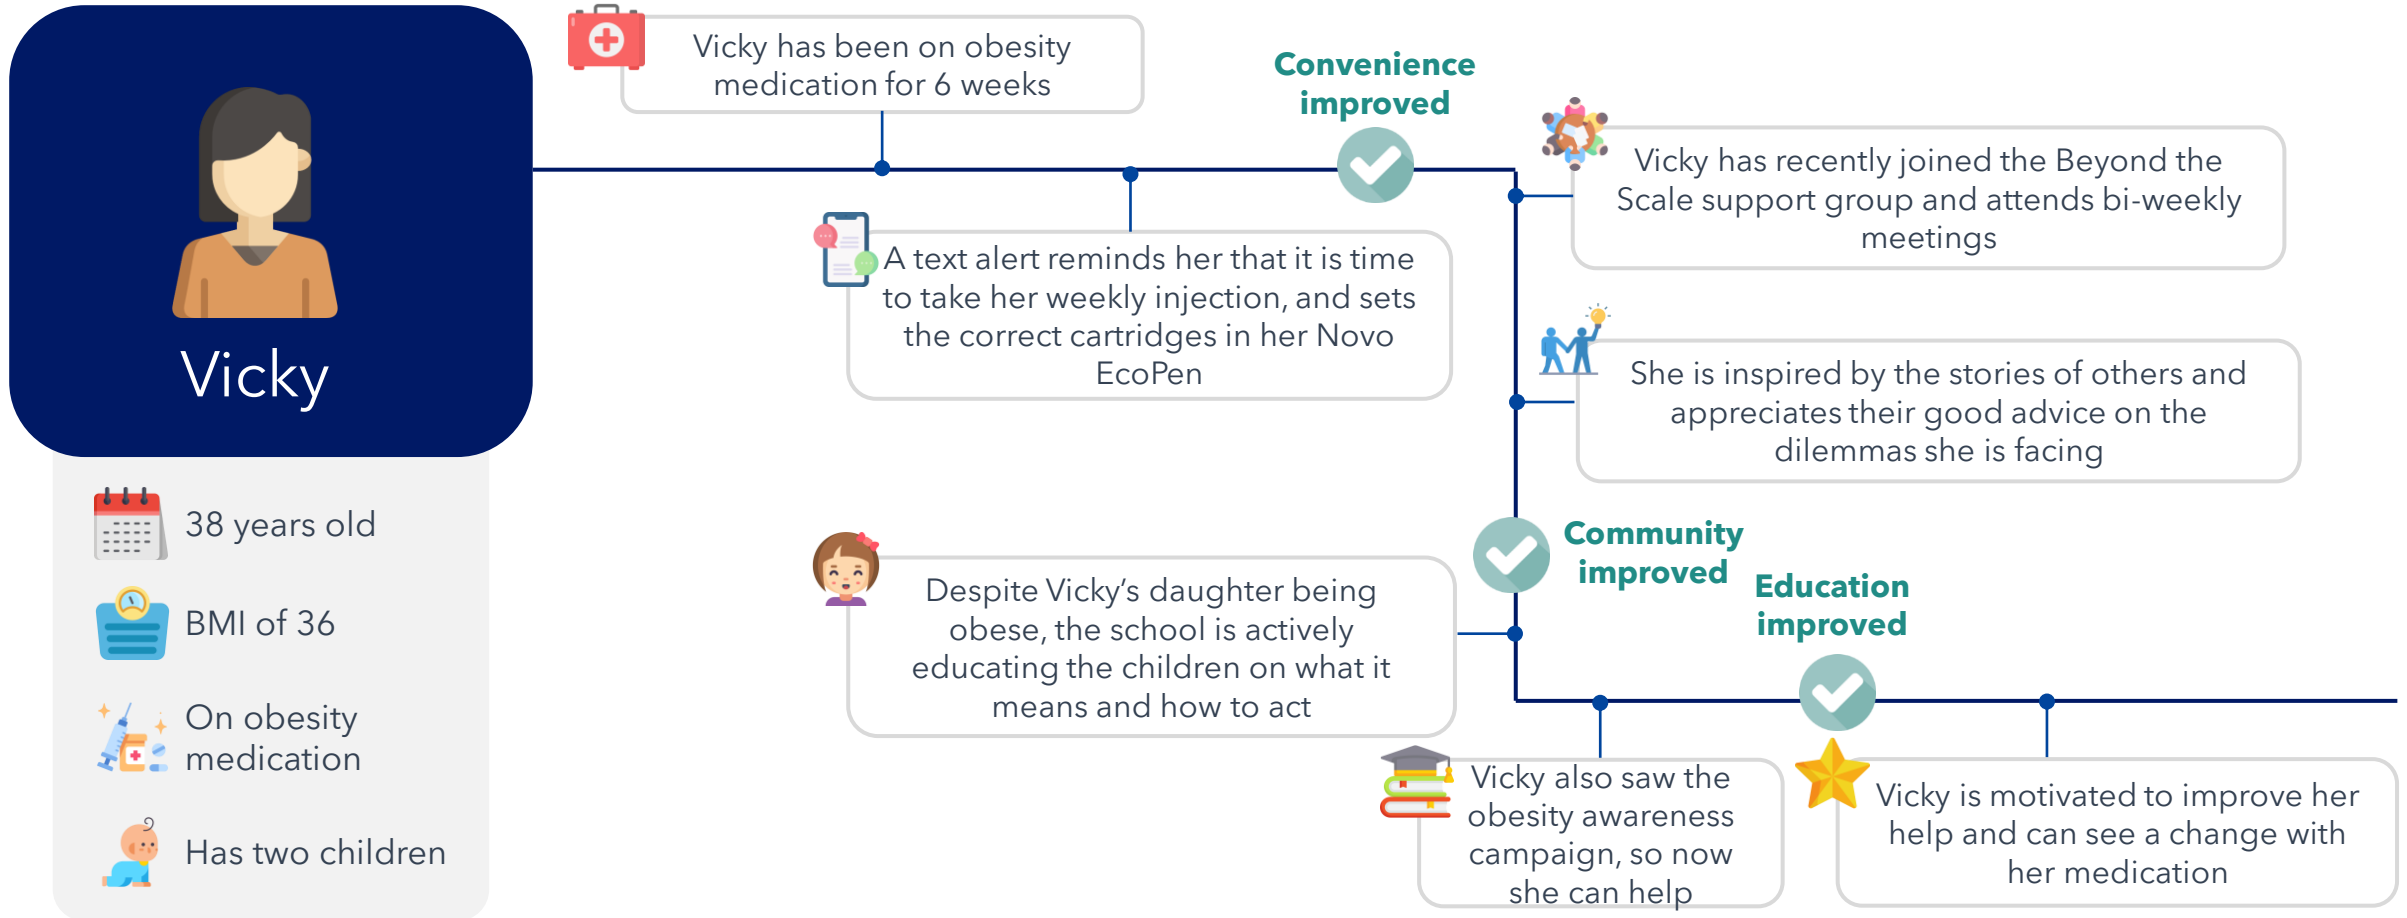 Vicky
38 years old
BMI of 36
On obesity
medication
Has two children
Vicky has been on obesity
medication for 6 weeks
A text alert reminds her that it is time
to take her weekly injection, and sets
the correct cartridges in her Novo
EcoPen
Convenience
improved
Vicky has recently joined the Beyond the
Scale support group and attends bi-weekly
meetings
She is inspired by the stories of others and
appreciates their good advice on the
dilemmas she is facing
Community
improved
Despite Vicky’s daughter being
obese, the school is actively
educating the children on what it
means and how to act
Vicky also saw the
obesity awareness
campaign, so now
she can help
Education
improved
Vicky is motivated to improve her
help and can see a change with
her medication